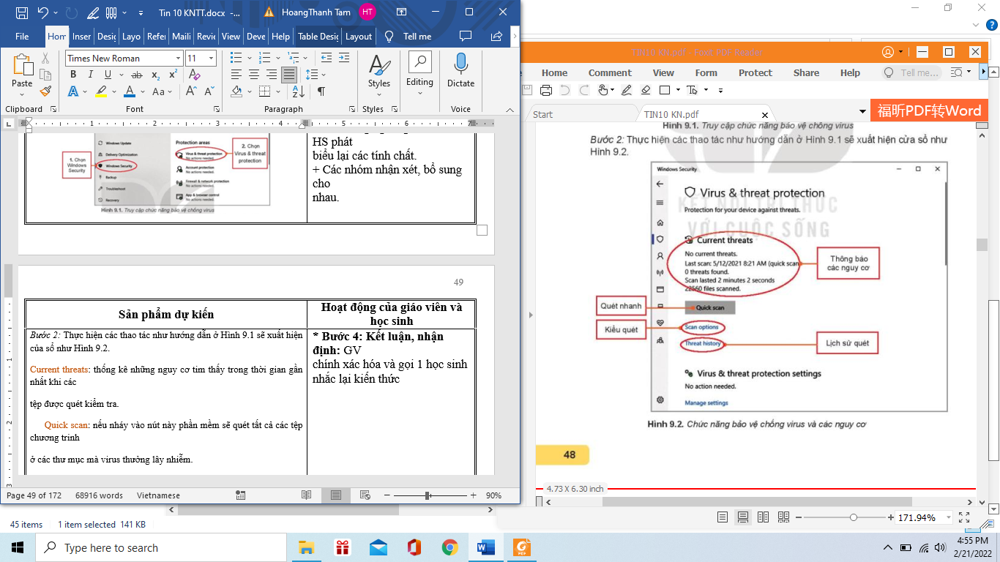 Tin 10 KNTT.docx -...
HoangThanh Tam
HT
File
Hom
Inser
Desig
Layo
Refer
Maili
Revie
View
Deve
Help
Table Desig
Layout
Tell me
Times New Roman
11
Paste
Clipboard
Font
Paragraph
Styles
Styles
Editing
Dictate
Voice
Windows Update
Delivery Optimization
Windows Security
Backup
Troubleshoot
Recovery
1. Chọn
Windows
Security
Protection areas
Virus & threat protection
No actions needed.
Account protection
No actions needed.
Firewall & network protection
No actions needed.
App & browser control
No actions needed.
2. Chọn
Virus & threat
protection
Hình 9.1. Truy cập chức năng bảo vệ chống virus
HS phát
biểu lại các tính chất.
+ Các nhóm nhận xét, bổ sung
cho
nhau.
49
Sản phẩm dự kiến
Hoạt động của giáo viên và
học sinh
Bước 2: Thực hiện các thao tác như hướng dẫn ở Hình 9.1 sẽ xuất hiện
của sổ như Hình 9.2.
Current threats: thống kê những nguy cơ tim thấy trong thời gian gần
nhất khi các
tệp được quét kiểm tra.
Quick scan: nếu nháy vào nút này phần mềm sẽ quét tất cả các tệp
chương trinh
ở các thư mục mà virus thường lây nhiễm.
* Bước 4: Kết luận, nhận
định: GV
chính xác hóa và gọi 1 học sinh
nhắc lại kiến thức
Page 49 of 172
68916 words
Vietnamese
90%
45 items
1 item selected 141 KB
TIN10 KN.pdf - Foxit PDF Reader
Home
Comment
View
Form
Protect
Share
Help
Tell me...
Start
TIN10 KN.pdf
福昕PDF转Word
Hình 9.1. Truy cập chức năng bảo vệ chống virus
Bước 2: Thực hiện các thao tác như hướng dẫn ở Hình 9.1 sẽ xuất hiện cửa sổ như
Hình 9.2.
Windows Security
Virus & threat protection
Protection for your device against threats.
KẾT NỐI TRI THỨC
VỚI CUỘC SỐNG
Current threats
No current threats.
Last scan: 5/12/2021 8:21 AM (quick scan
0 threats found.
Scan lasted 2 minutes 2 seconds
22560 files scanned.
Thông báo
các nguy cơ
Quét nhanh
Quick scan
Kiểu quét
Scan options
Threat history
Lịch sử quét
Virus & threat protection settings
No action needed.
Manage settings
Hình 9.2. Chức năng bảo vệ chống virus và các nguy cơ
48
4.73 X 6.30 inch
171.94%
Type here to search
4:55 PM
2/21/2022